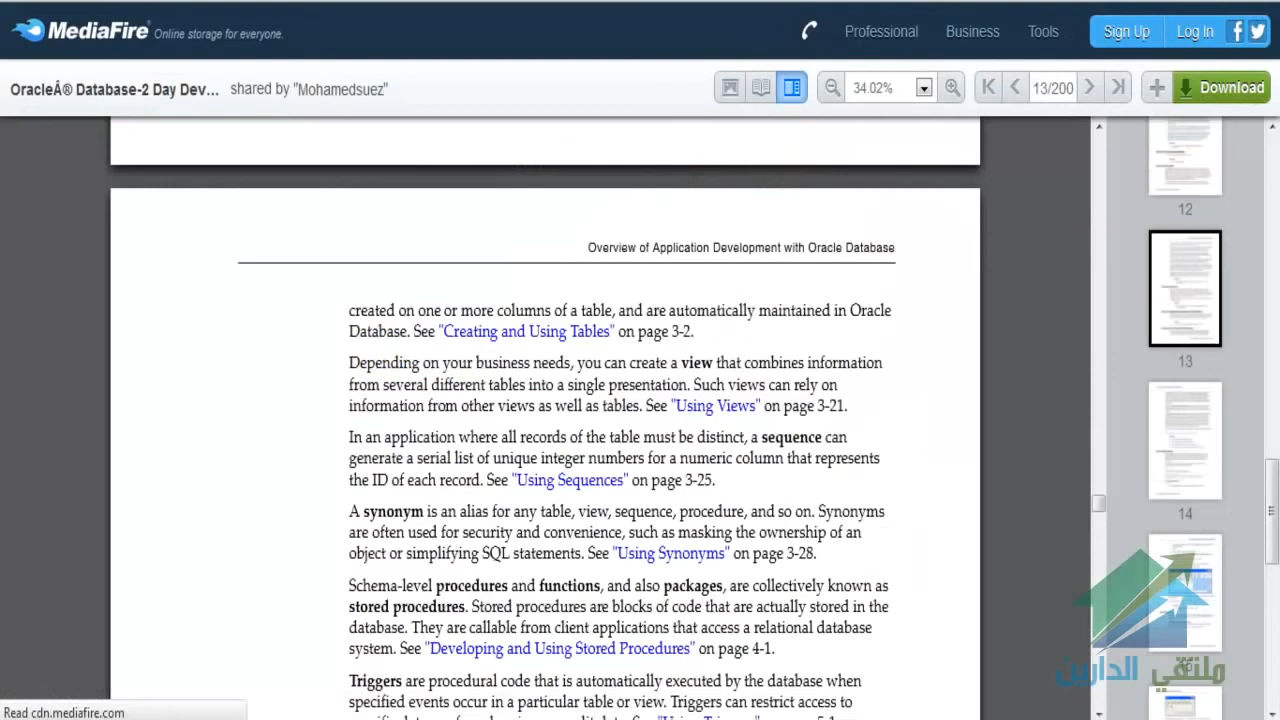 MediaFire Online storage for everyone.
Professional Business Tools Sign Up Log In
OracleÂ® Database-2 Day Dev... shared by "Mohamedsuez"
34.02% 13/200 Download
12
Overview of Application Development with Oracle Database
created on one or more columns of a table, and are automatically maintained in Oracle
Database. See "Creating and Using Tables" on page 3-2.
Depending on your business needs, you can create a view that combines information
from several different tables into a single presentation. Such views can rely on
information from other views as well as tables. See "Using Views" on page 3-21.
13
In an application where all records of the table must be distinct, a sequence can
generate a serial list of unique integer numbers for a numeric column that represents
the ID of each record. See "Using Sequences" on page 3-25.
A synonym is an alias for any table, view, sequence, procedure, and so on. Synonyms
are often used for security and convenience, such as masking the ownership of an
object or simplifying SQL statements. See "Using Synonyms" on page 3-28.
14
Schema-level procedures and functions, and also packages, are collectively known as
stored procedures. Stored procedures are blocks of code that are actually stored in the
database. They are callable from client applications that access a relational database
system. See "Developing and Using Stored Procedures" on page 4-1.
ملتقي الدارين
Triggers are procedural code that is automatically executed by the database when
specified events occur in a particular table or view. Triggers can restrict access to
Read cdn.mediafire.com